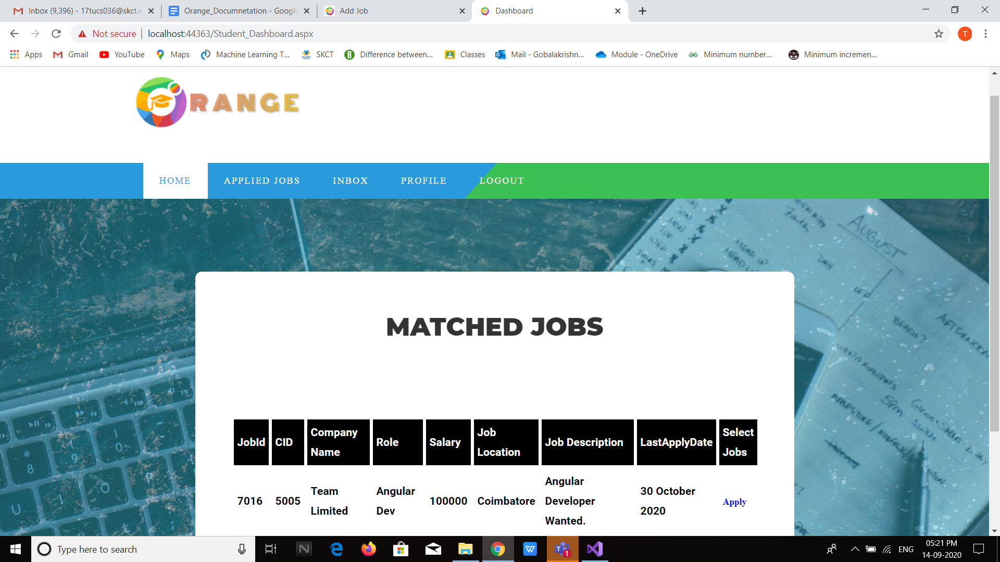 Inbox (9,396) - 17tucs036@skct.e
Orange_Documnetation - Google
Add Job
Dashboard
Not secure
localhost:44363/Student_Dashboard.aspx
T
Apps
Gmail
YouTube
Maps
Machine Learning T...
SKCT
Difference between...
Classes
Mail - Gobalakrishn...
Module - OneDrive
Minimum number...
Minimum incremen...
RANGE
HOME
APPLIED JOBS
INBOX
PROFILE
LOGOUT
AUGUST
MATCHED JOBS
JobId CID Company Name Role Salary Job Location Job Description LastApplyDate Select Jobs
7016 5005 Team Limited Angular Dev 100000 Coimbatore Angular Developer Wanted. 30 October 2020 Apply
Type here to search
ENG
05:21 PM
14-09-2020